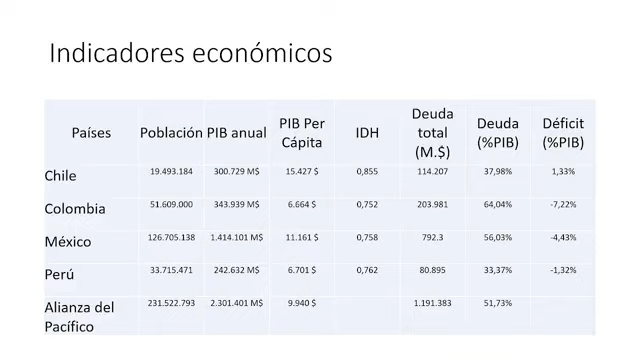 Indicadores económicos
Países Población PIB anual PIB Per Cápita IDH Deuda total (M.$) Deuda (%PIB) Déficit (%PIB)
Chile 19.493.184 300.729 M$ 15.427 $ 0,855 114.207 37,98% 1,33%
Colombia 51.609.000 343.939 M$ 6.664 $ 0,752 203.981 64,04% -7,22%
México 126.705.138 1.414.101 M$ 11.161 $ 0,758 792.3 56,03% -4,43%
Perú 33.715.471 242.632 M$ 6.701 $ 0,762 80.895 33,37% -1,32%
Alianza del Pacífico 231.522.793 2.301.401 M$ 9.940 $ 1.191.383 51,73%